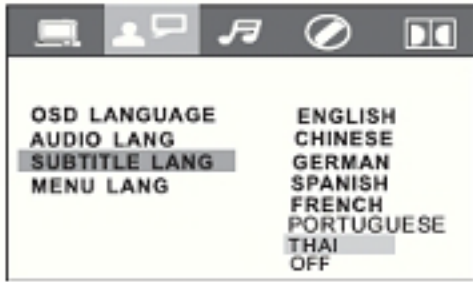 OSD LANGUAGE
AUDIO LANG
SUBTITLE LANG
MENU LANG
ENGLISH
CHINESE
GERMAN
SPANISH
FRENCH
PORTUGUESE
THAI
OFF